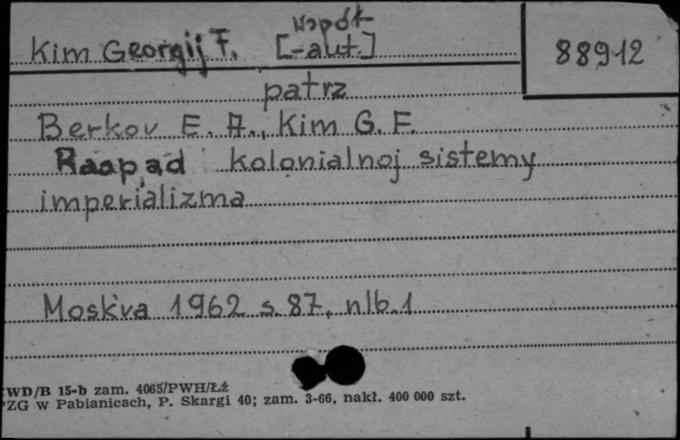 Kim Georgij F. [-aut.]
współ
88912
patrz
Berkov E. A., Kim G. F.
Raspad kolonialnoj sistemy
imperializma
Moskva 1962 s. 87, nlb. 1
WD/B 15-b zam. 4065/PWH/Łź
PZG w Pabianicach, P. Skargi 40; zam. 3-66, nakł. 400 000 szt.